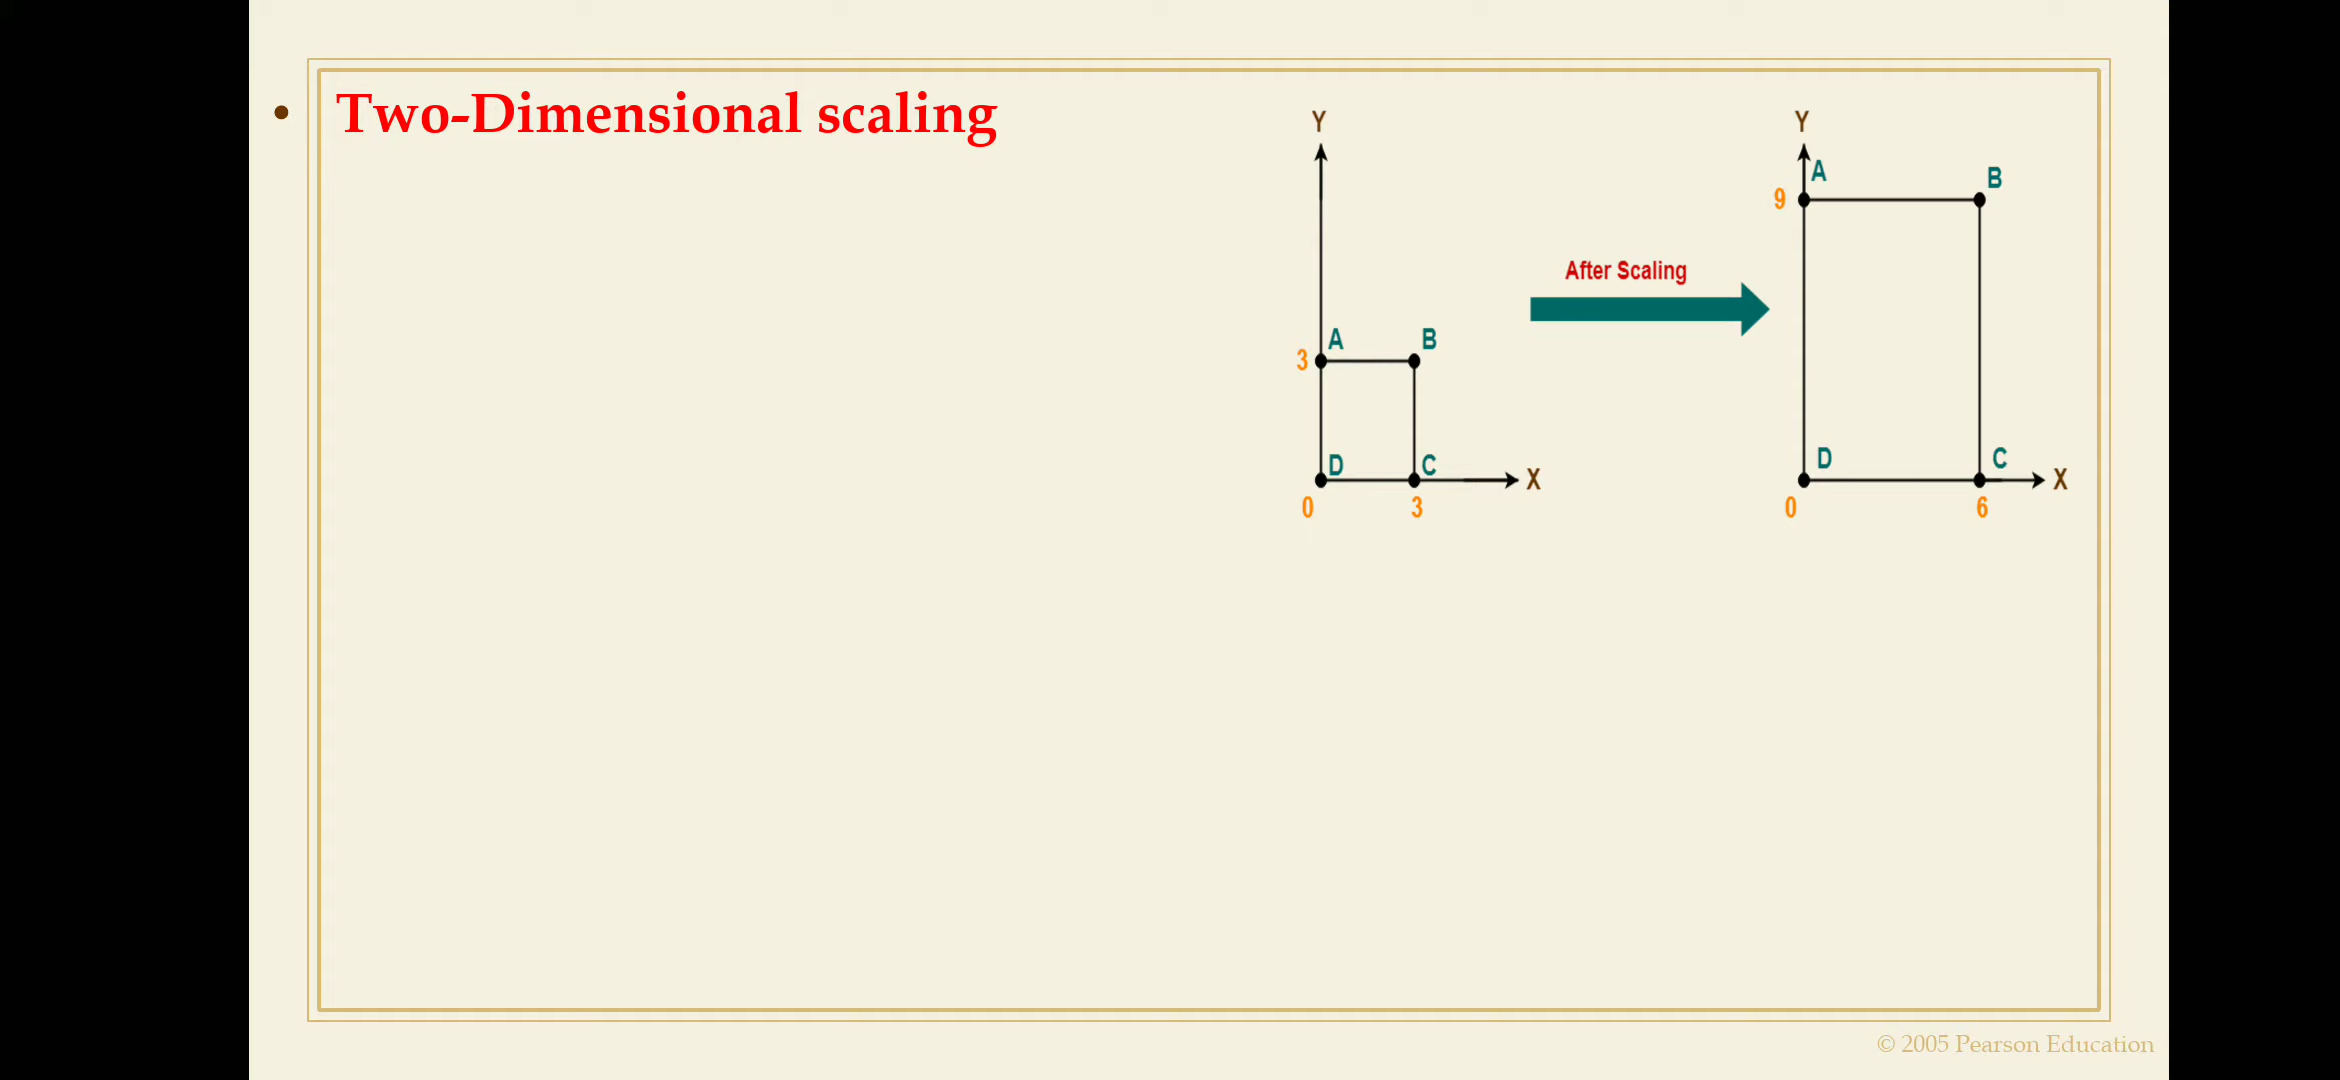 • Two-Dimensional scaling
Y
A
B
3
D
C
X
0
3
After Scaling
Y
A
B
9
D
C
X
0
6
© 2005 Pearson Education